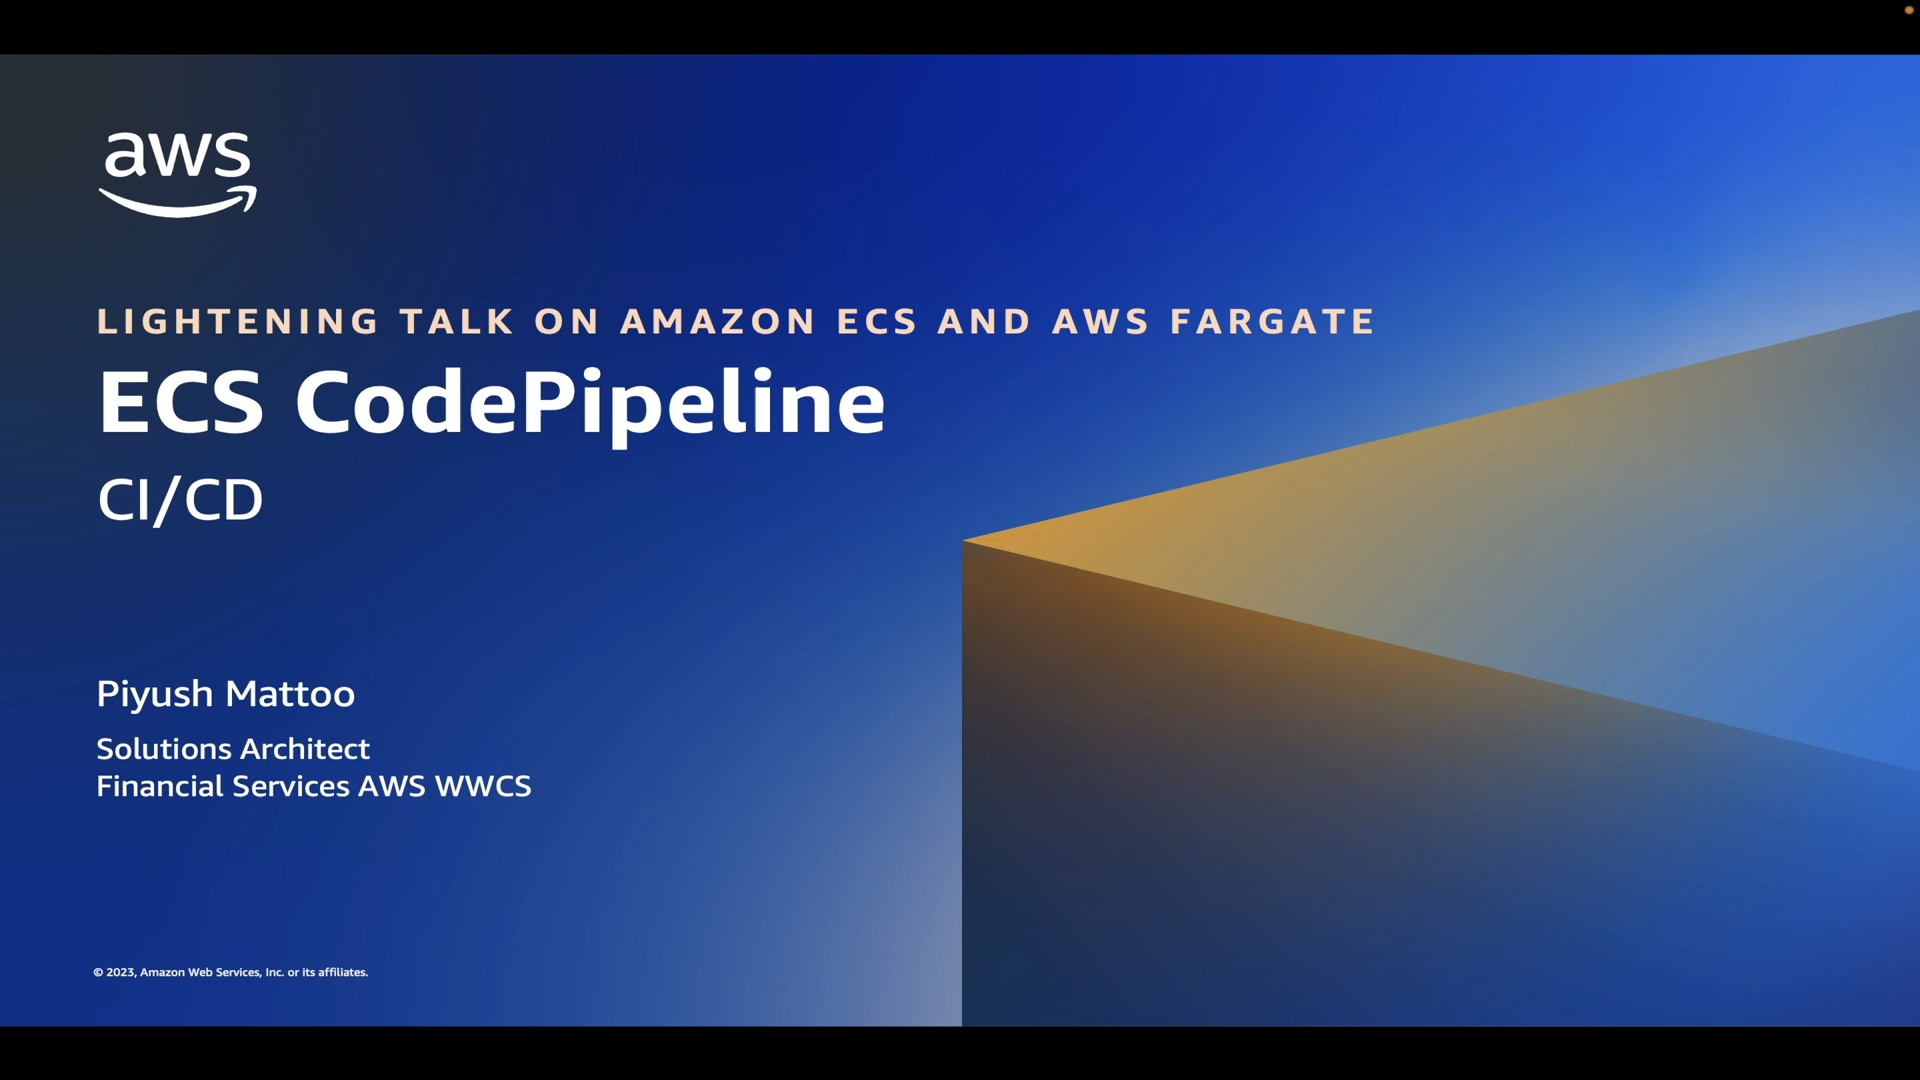 aws
LIGHTENING TALK ON AMAZON ECS AND AWS FARGATE
ECS CodePipeline
CI/CD
Piyush Mattoo
Solutions Architect
Financial Services AWS WWCS
© 2023, Amazon Web Services, Inc. or its affiliates.